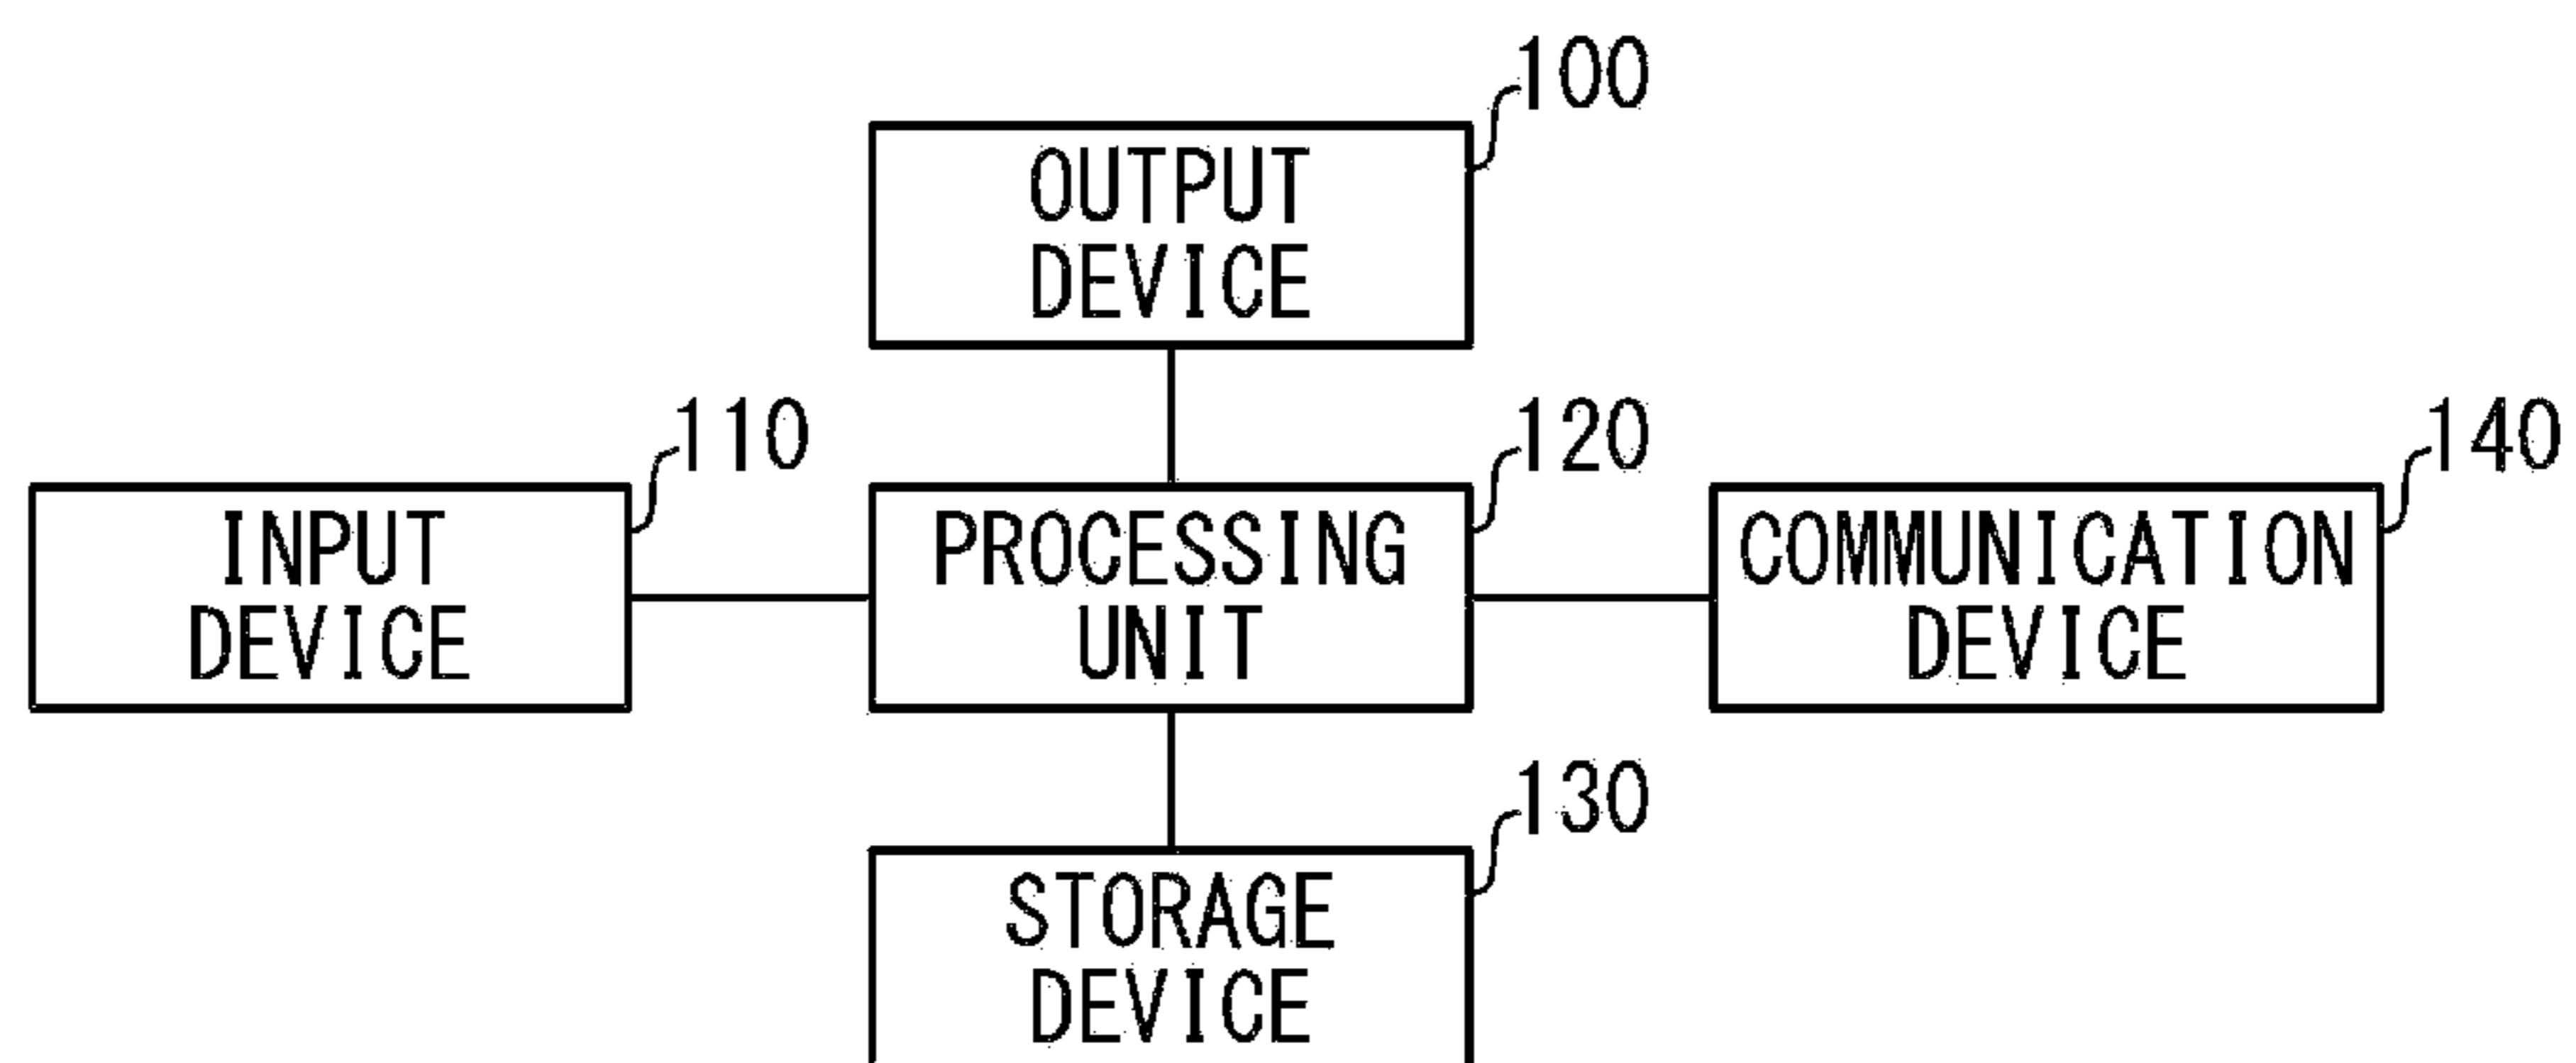 100
OUTPUT
DEVICE
110
120
140
INPUT
DEVICE
PROCESSING
UNIT
COMMUNICATION
DEVICE
130
STORAGE
DEVICE